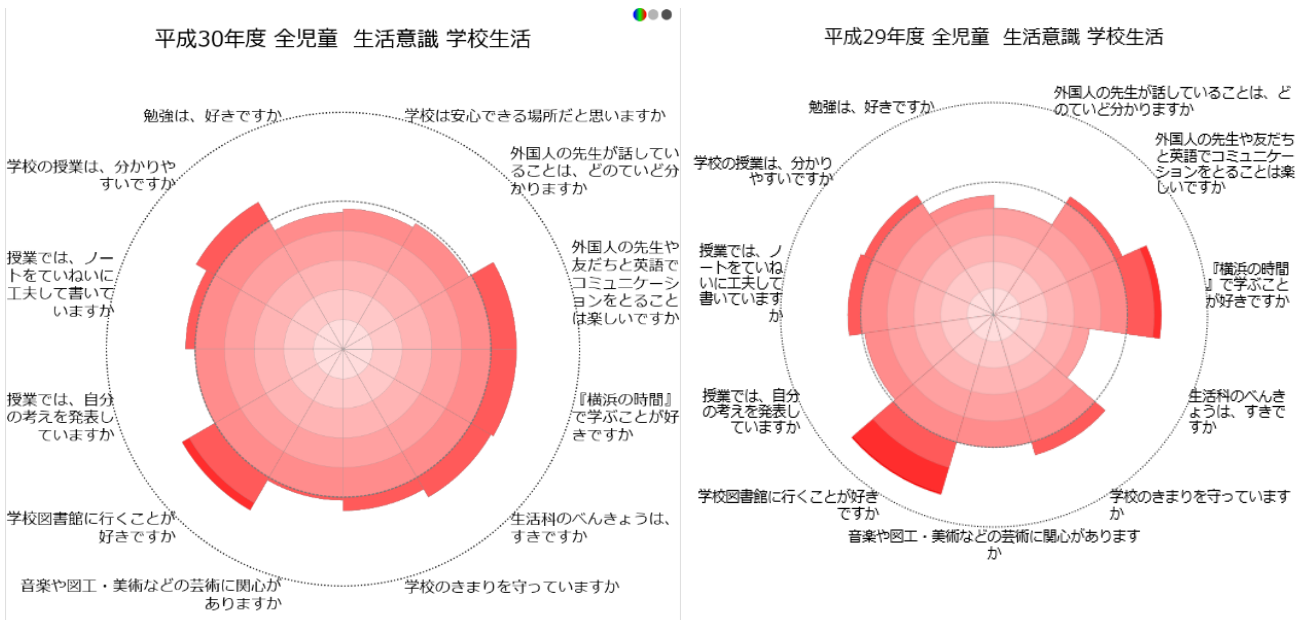 平成30年度 全児童 生活意識 学校生活
勉強は、好きですか
学校は安心できる場所だと思いますか
学校の授業は、分かりや
すいですか
外国人の先生が話してい
ることは、どのていど分
かりますか
授業では、ノー
トをていねいに
工夫して書いて
いますか
外国人の先生や
友だちと英語で
コミュニケーシ
ョンをとること
は楽しいですか
授業では、自分
の考えを発表し
ていますか
『横浜の時間』
で学ぶことが好
きですか
学校図書館に行くことが
好きですか
生活科のべんきょうは、
すきですか
音楽や図工・美術などの芸術に関心が
ありますか
学校のきまりを守っていますか
平成29年度 全児童 生活意識 学校生活
勉強は、好きですか
外国人の先生が話していることは、ど
のていど分かりますか
学校の授業は、分かり
やすいですか
外国人の先生や友だち
と英語でコミュニケー
ションをとることは楽
しいですか
授業では、ノ
ートをていね
いに工夫して
書いています
か
『横浜の時間
』で学ぶこと
が好きですか
授業では、自分
の考えを発表し
ていますか
生活科のべんき
ょうは、すきで
すか
学校図書館に行くことが好き
ですか
学校のきまりを守っています
か
音楽や図工・美術などの芸術に関心があります
か